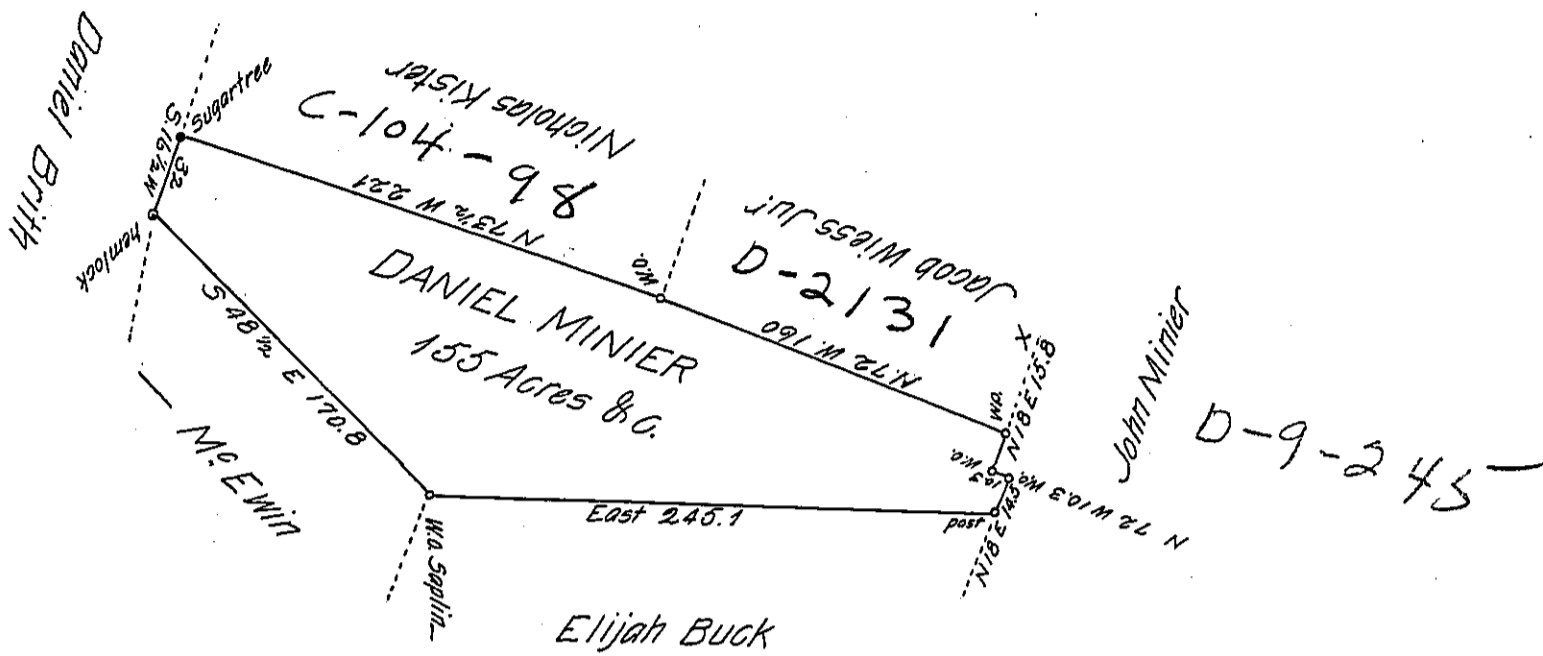 Daniel Brith
S. 16½ W
32
Sugartree
hemlock
Nicholas Kister
C-104-98
N 73½ W 221
W.O.
Jacob Wiess Jur
D-2131
N.72 W. 160
DANIEL MINIER
155 Acres &C.
S 48½ E 170.8
McEwin
W.O. Saplin
East 245.1
post
Elijah Buck
X
N 18 E 15.8
W.O.
10.3
W.O.
N 18 E 14.5
N 72 W 10.3
John Minier
D-9-245